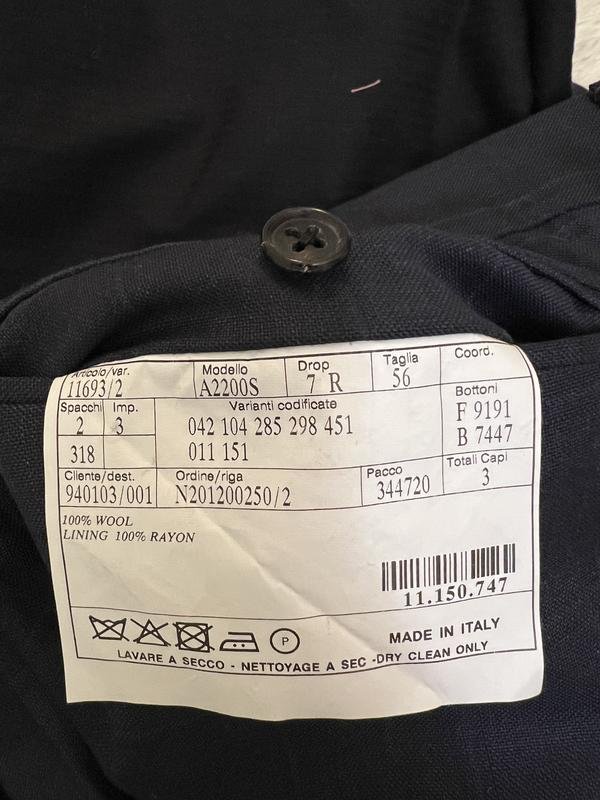 Articolo/var. Modello Drop Taglia Coord.
11693/2 A2200S 7 R 56
Spacchi Imp. Varianti codificate Bottoni
2 3 042 104 285 298 451 F 9191
318 011 151 B 7447
Cliente/dest. Ordine/riga Pacco Totali Capi
940103/001 N201200250/2 344720 3
100% WOOL
LINING 100% RAYON
11.150.747
P MADE IN ITALY
LAVARE A SECCO - NETTOYAGE A SEC -DRY CLEAN ONLY